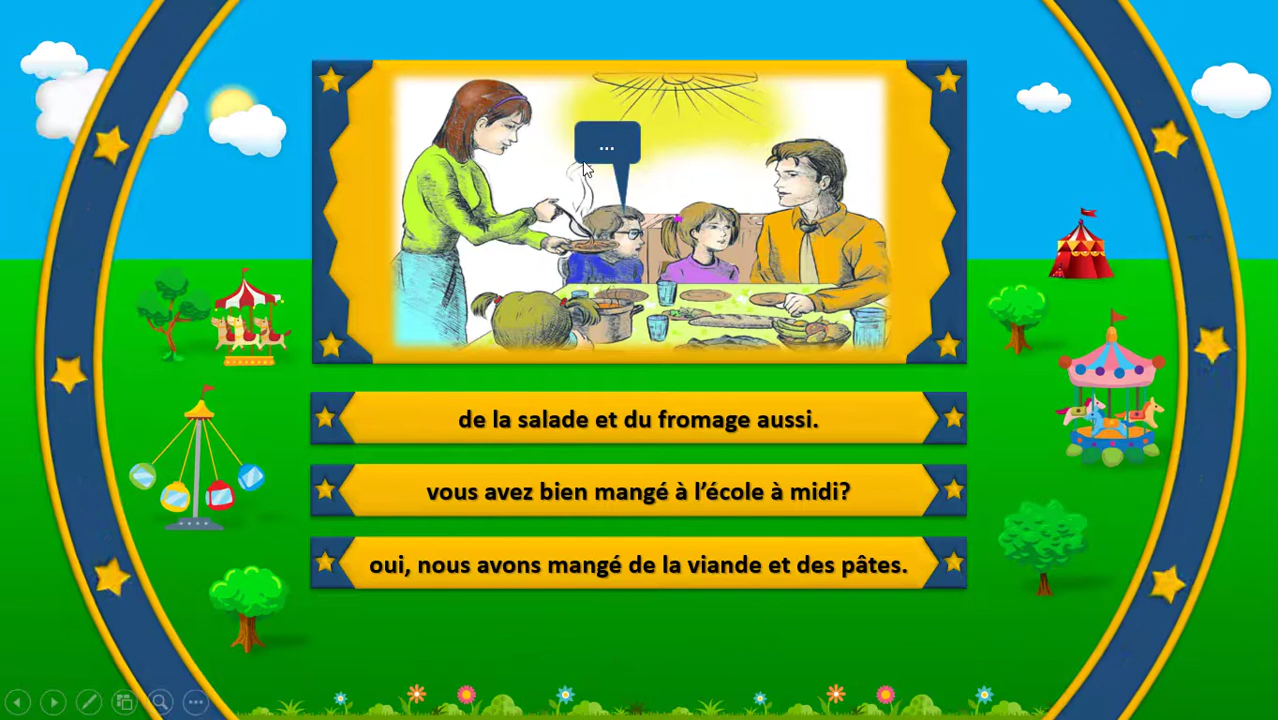 ...
de la salade et du fromage aussi.
vous avez bien mangé à l’école à midi?
oui, nous avons mangé de la viande et des pâtes.